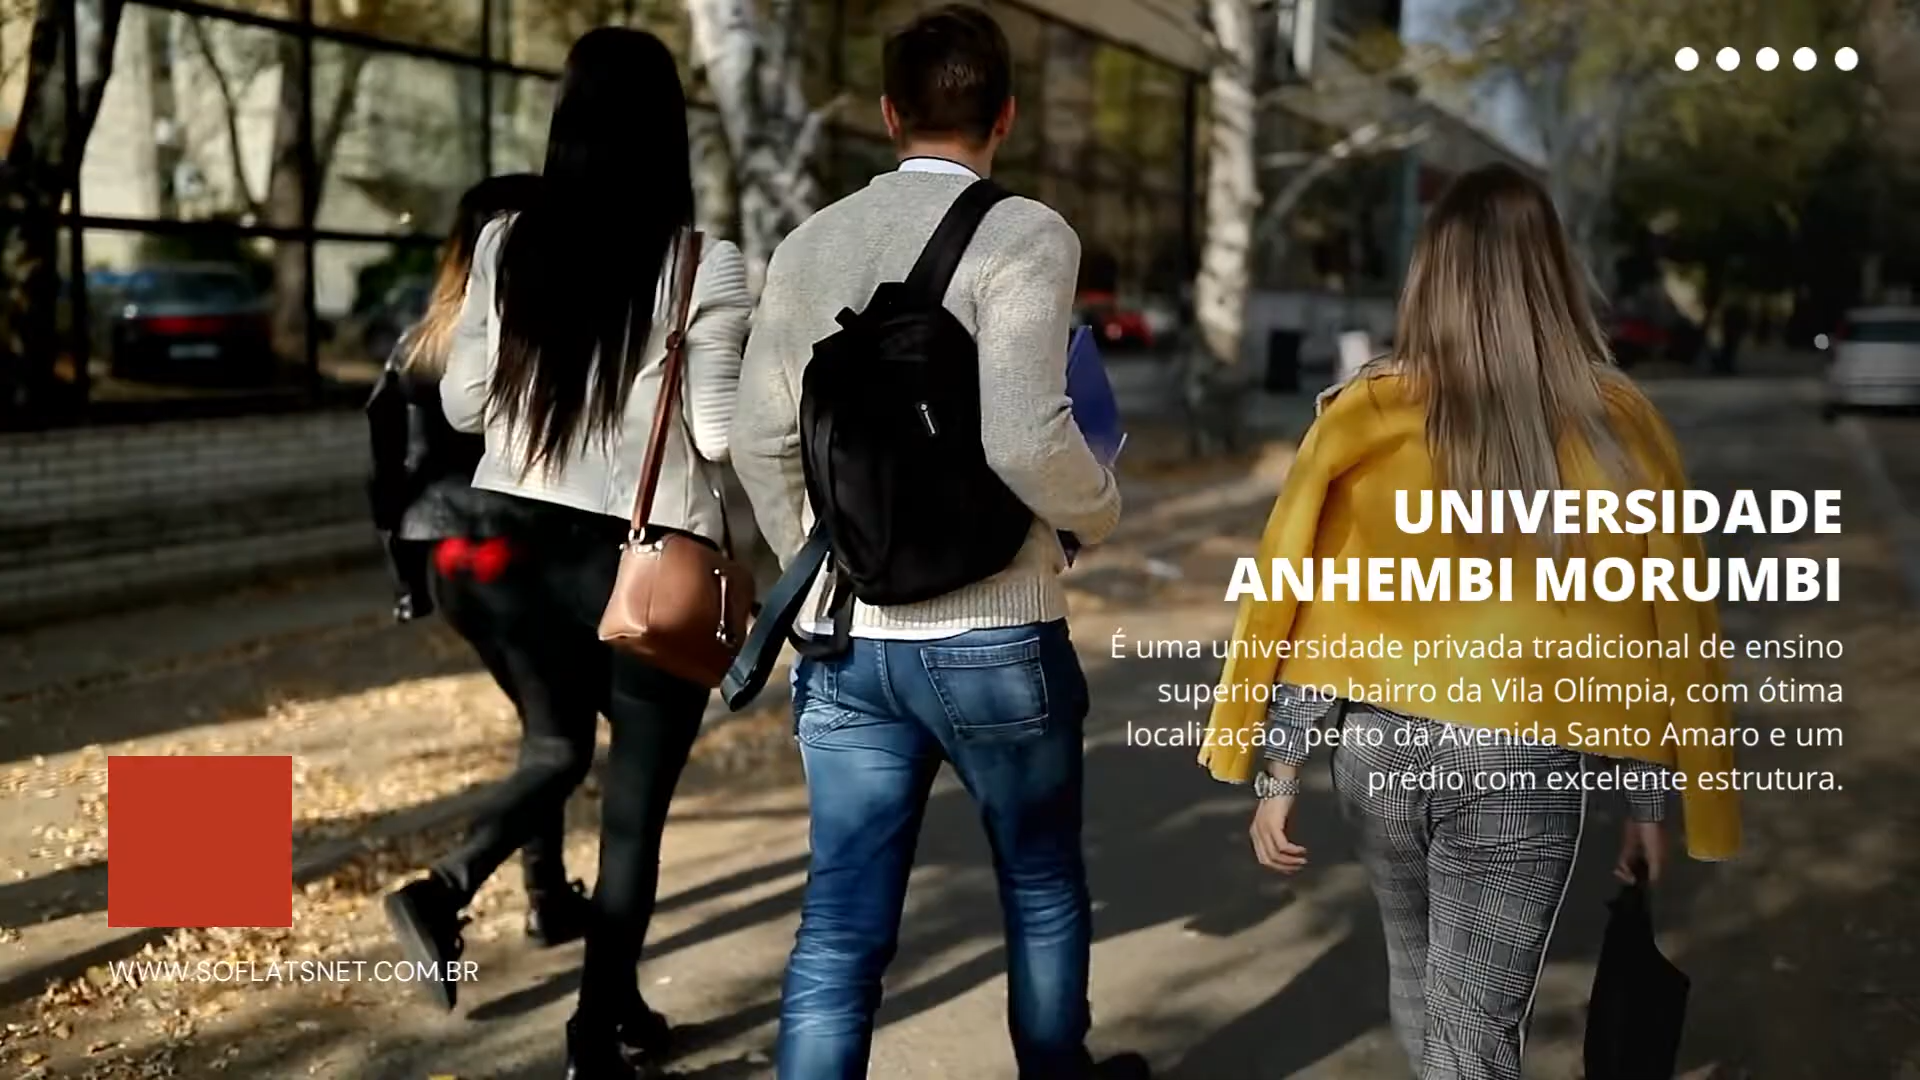 UNIVERSIDADE
ANHEMBI MORUMBI
É uma universidade privada tradicional de ensino
superior, no bairro da Vila Olímpia, com ótima
localização, perto da Avenida Santo Amaro e um
prédio com excelente estrutura.
WWW.SOFLATSNET.COM.BR